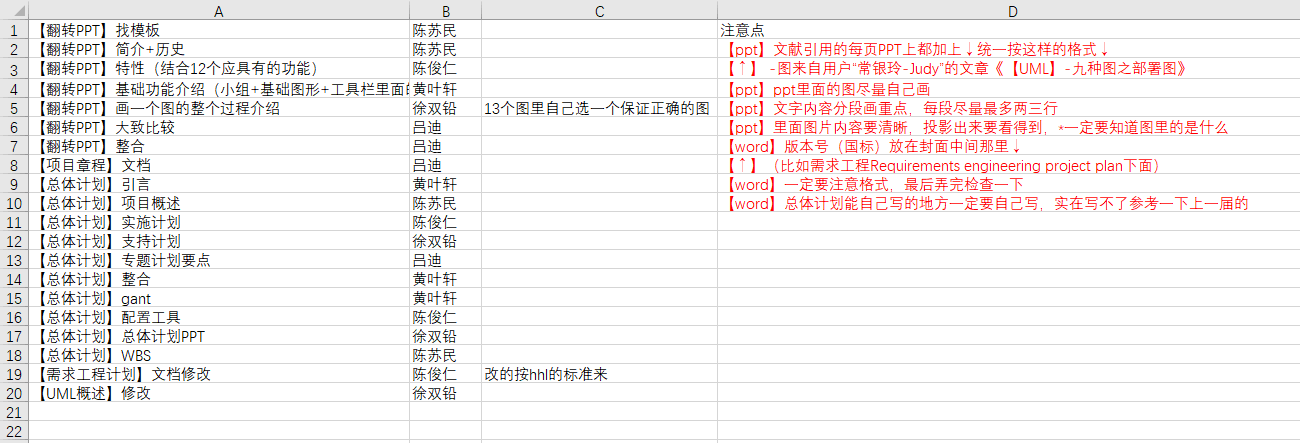 A B C D
1 【翻转PPT】找模板 陈苏民 注意点
2 【翻转PPT】简介+历史 陈苏民 【ppt】文献引用的每页PPT上都加上↓统一按这样的格式↓
3 【翻转PPT】特性（结合12个应具有的功能） 陈俊仁 【↑】 -图来自用户“常银玲-Judy”的文章《【UML】-九种图之部署图》
4 【翻转PPT】基础功能介绍（小组+基础图形+工具栏里面的 黄叶轩 【ppt】ppt里面的图尽量自己画
5 【翻转PPT】画一个图的整个过程介绍 徐双铅 13个图里自己选一个保证正确的图 【ppt】文字内容分段画重点，每段尽量最多两三行
6 【翻转PPT】大致比较 吕迪 【ppt】里面图片内容要清晰，投影出来要看得到，*一定要知道图里的是什么
7 【翻转PPT】整合 吕迪 【word】版本号（国标）放在封面中间那里↓
8 【项目章程】文档 吕迪 【↑】（比如需求工程Requirements engineering project plan下面）
9 【总体计划】引言 黄叶轩 【word】一定要注意格式，最后弄完检查一下
10 【总体计划】项目概述 陈苏民 【word】总体计划能自己写的地方一定要自己写，实在写不了参考一下上一届的
11 【总体计划】实施计划 陈俊仁
12 【总体计划】支持计划 徐双铅
13 【总体计划】专题计划要点 吕迪
14 【总体计划】整合 黄叶轩
15 【总体计划】gant 黄叶轩
16 【总体计划】配置工具 陈俊仁
17 【总体计划】总体计划PPT 徐双铅
18 【总体计划】WBS 陈苏民
19 【需求工程计划】文档修改 陈俊仁 改的按hhl的标准来
20 【UML概述】修改 徐双铅
21
22